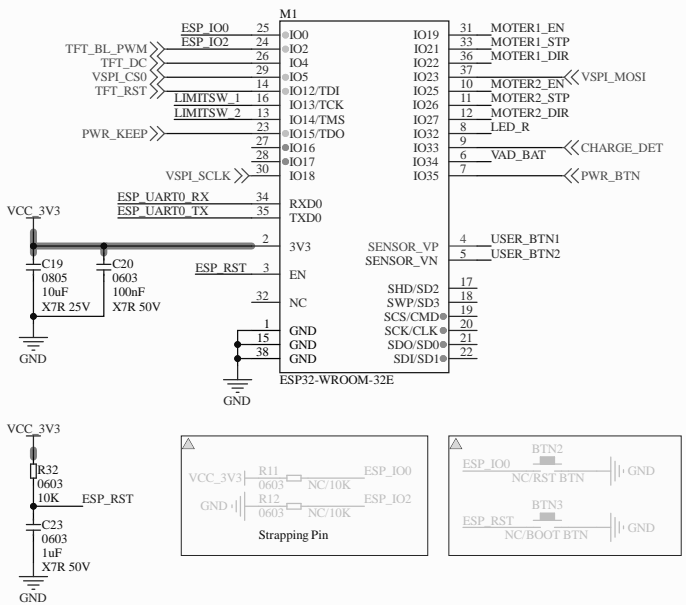 M1
ESP_IO0 25 IO0 IO19 31 MOTER1_EN
TFT_BL_PWM ESP_IO2 24 IO2 IO21 33 MOTER1_STP
TFT_DC 26 IO4 IO22 36 MOTER1_DIR
VSPI_CS0 29 IO5 IO23 37 VSPI_MOSI
TFT_RST 14 IO12/TDI IO25 10 MOTER2_EN
LIMITSW_1 16 IO13/TCK IO26 11 MOTER2_STP
LIMITSW_2 13 IO14/TMS IO27 12 MOTER2_DIR
PWR_KEEP 23 IO15/TDO IO32 8 LED_R
27 IO16 IO33 9 CHARGE_DET
28 IO17 IO34 6 VAD_BAT
VSPI_SCLK 30 IO18 IO35 7 PWR_BTN
ESP_UART0_RX 34 RXD0
ESP_UART0_TX 35 TXD0
VCC_3V3
2 3V3 SENSOR_VP 4 USER_BTN1
SENSOR_VN 5 USER_BTN2
ESP_RST 3 EN
C19
0805
10uF
X7R 25V
C20
0603
100nF
X7R 50V
SHD/SD2 17
32 NC SWP/SD3 18
SCS/CMD 19
1 GND SCK/CLK 20
15 GND SDO/SD0 21
38 GND SDI/SD1 22
GND
ESP32-WROOM-32E
GND
VCC_3V3
R32
0603
10K
ESP_RST
C23
0603
1uF
X7R 50V
GND
VCC_3V3 R11 ESP_IO0
0603 NC/10K
GND R12 ESP_IO2
0603 NC/10K
Strapping Pin
BTN2
ESP_IO0 GND
NC/RST BTN
BTN3
ESP_RST GND
NC/BOOT BTN